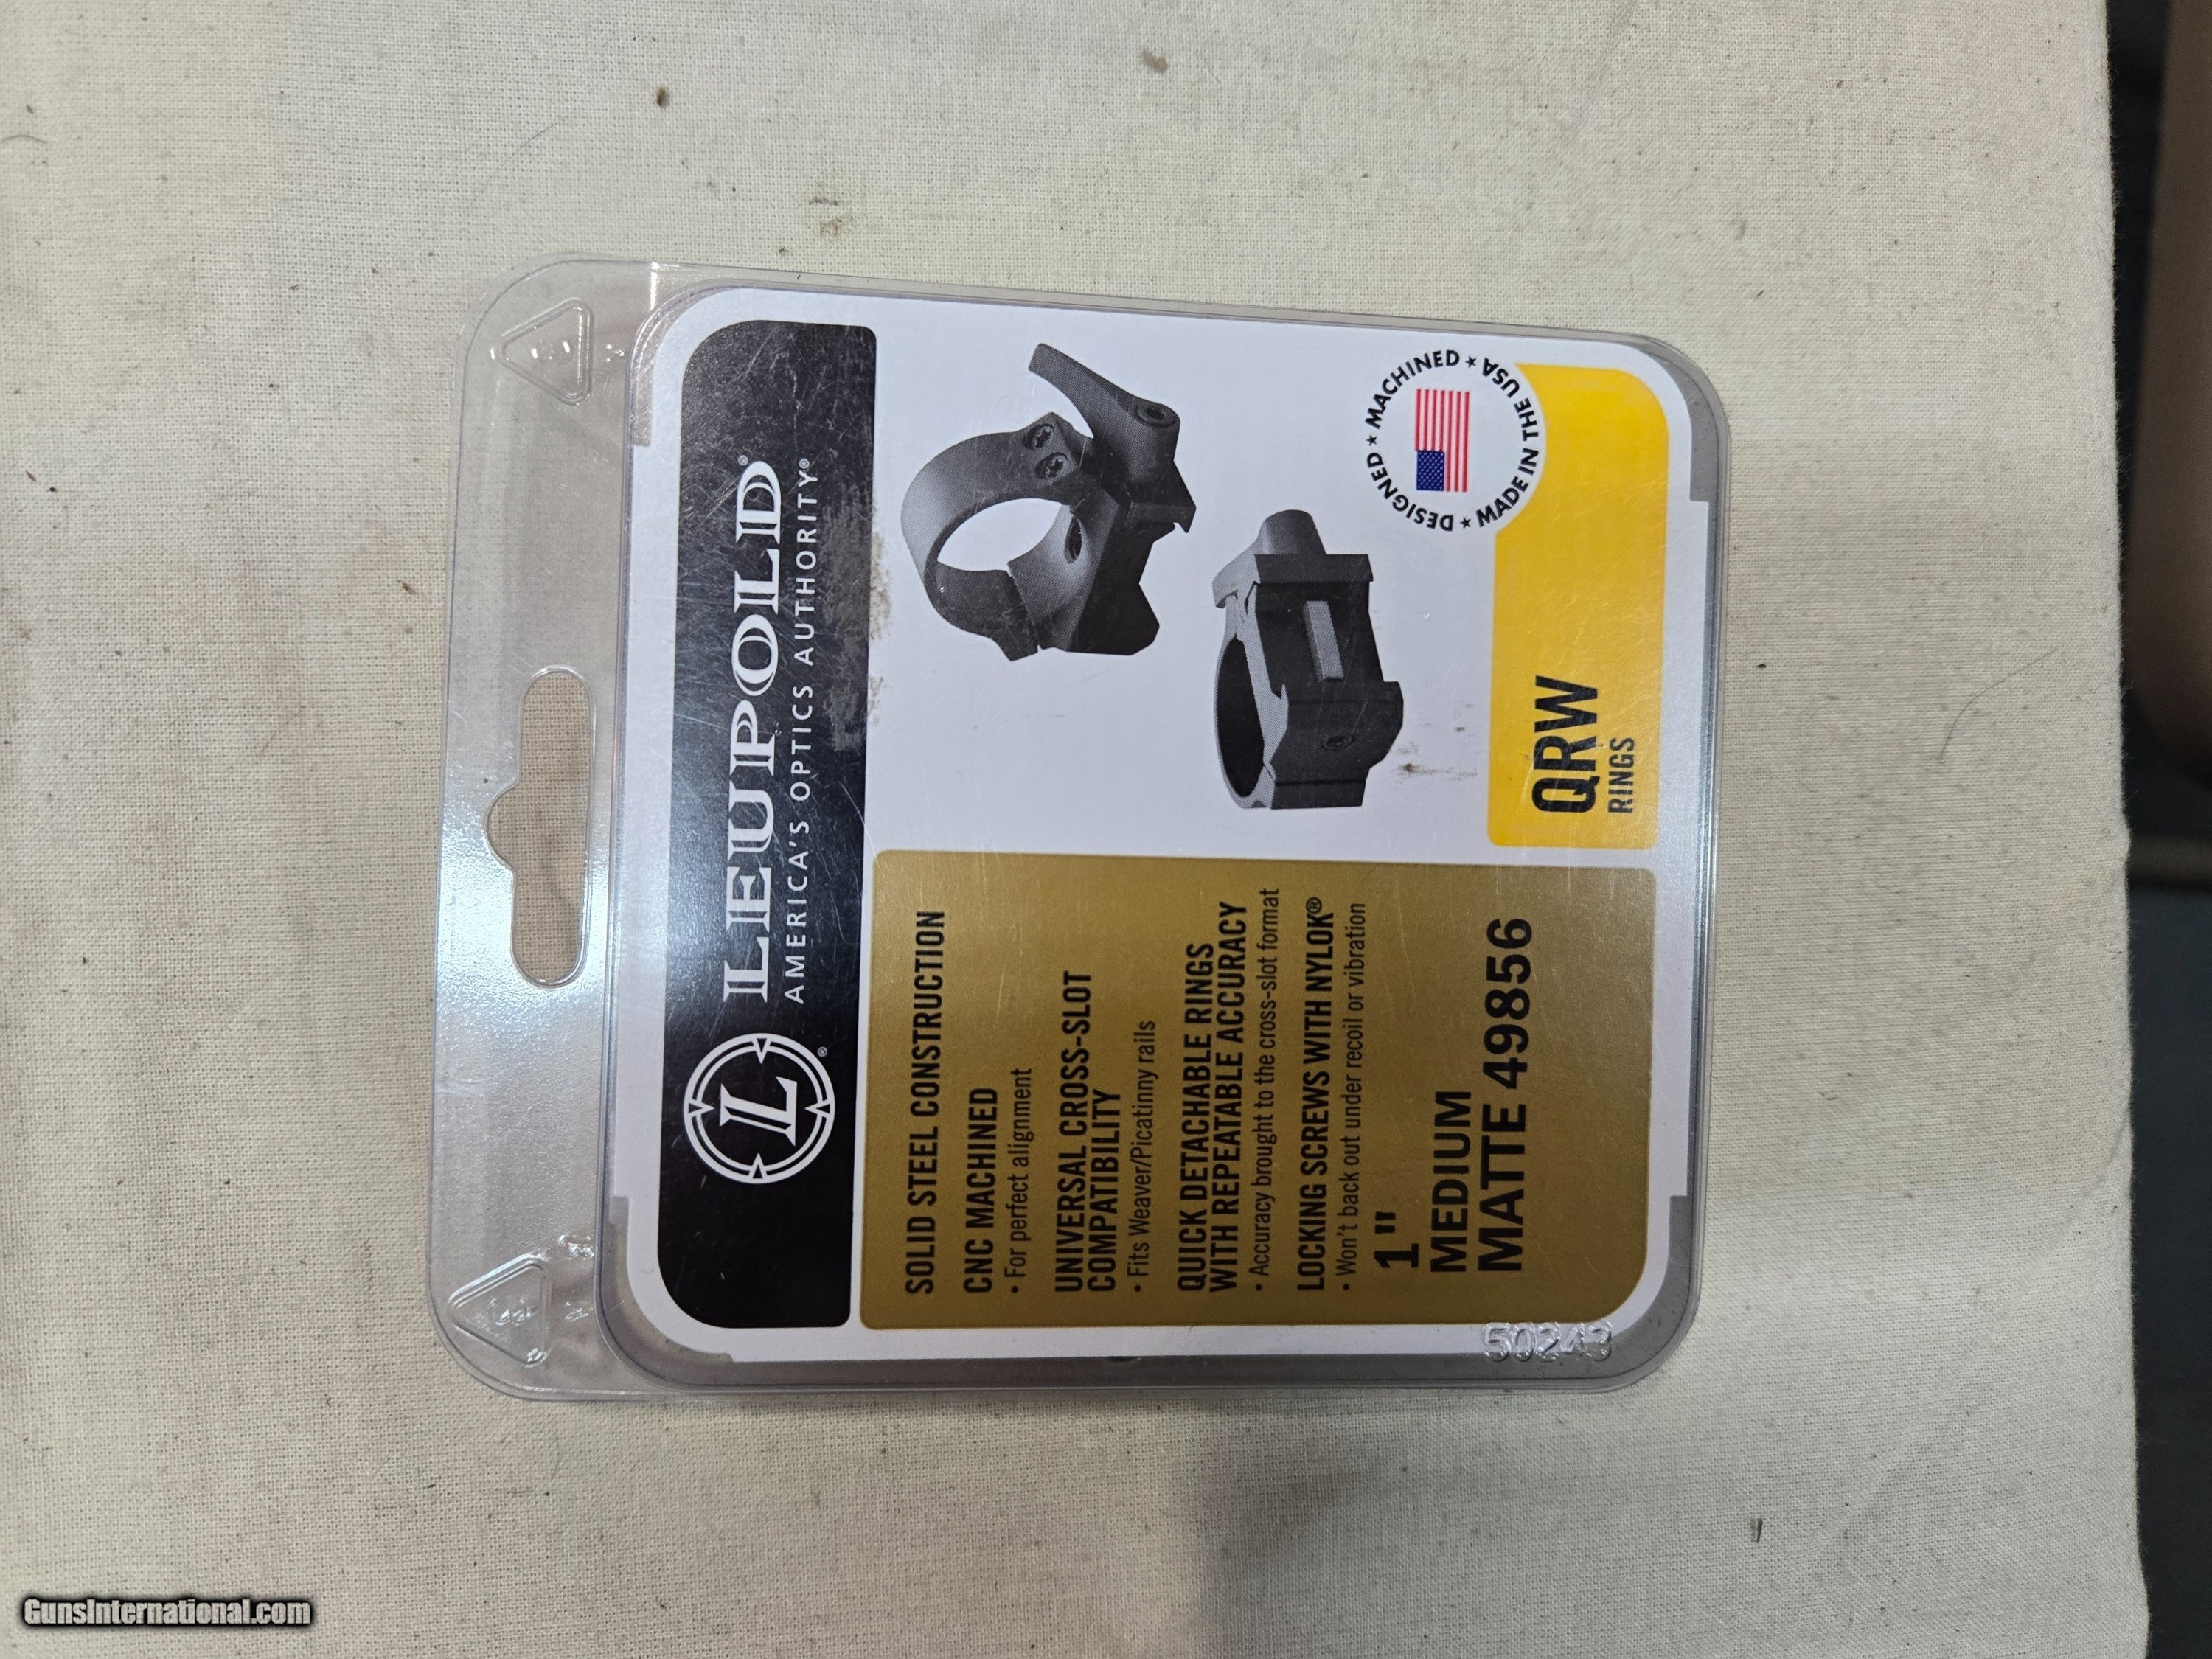 L
®
LEUPOLD®
AMERICA'S OPTICS AUTHORITY®
SOLID STEEL CONSTRUCTION
CNC MACHINED
• For perfect alignment
UNIVERSAL CROSS-SLOT
COMPATIBILITY
• Fits Weaver/Picatinny rails
QUICK DETACHABLE RINGS
WITH REPEATABLE ACCURACY
• Accuracy brought to the cross-slot format
LOCKING SCREWS WITH NYLOK®
• Won't back out under recoil or vibration
1"
MEDIUM
MATTE 49856
DESIGNED ★ MACHINED ★
MADE IN THE USA ★
QRW
RINGS
50243
GunsInternational.com